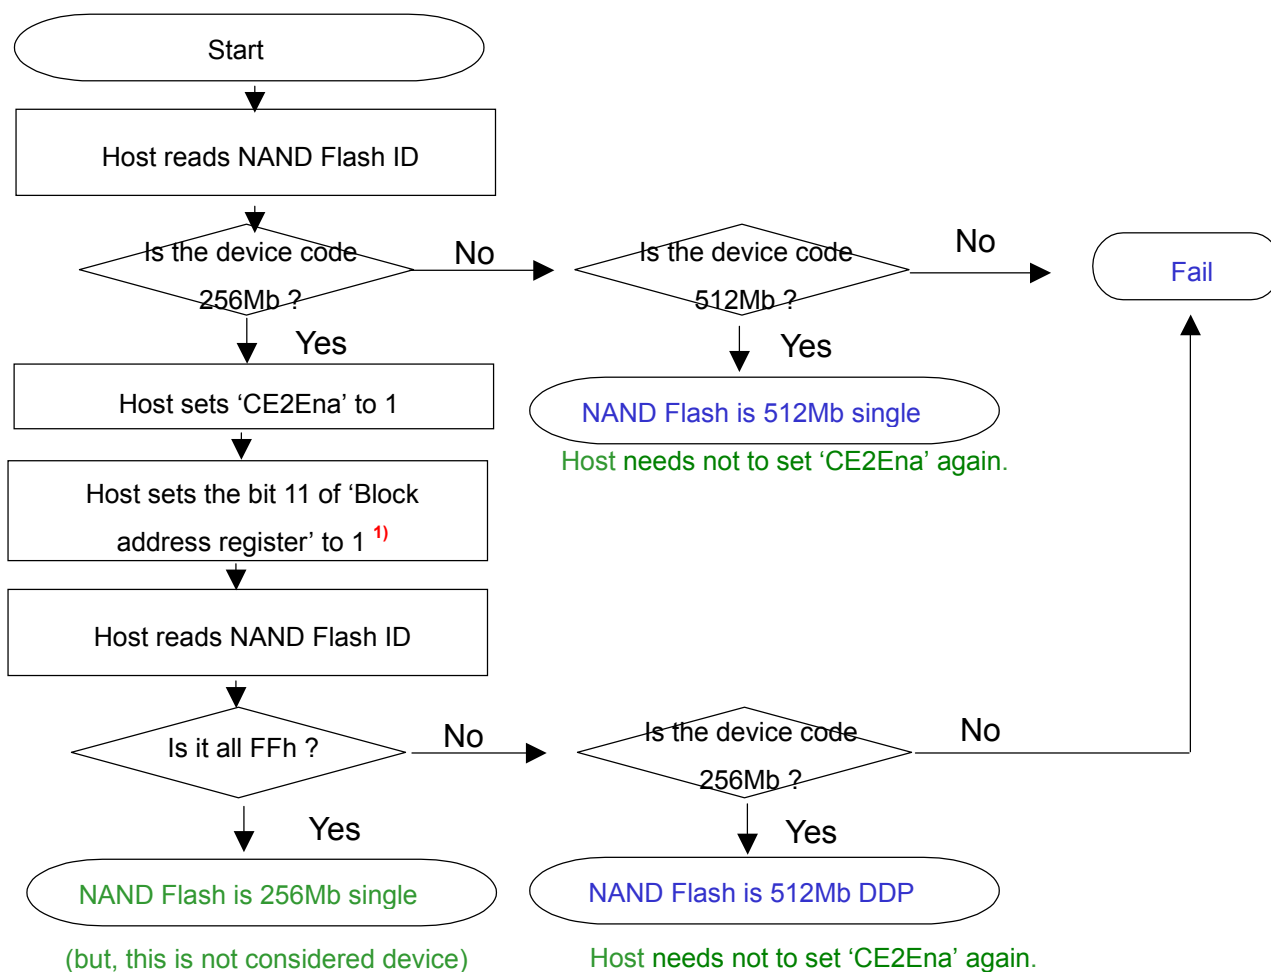 Start
Host reads NAND Flash ID
Is the device code
256Mb ?
No
Is the device code
512Mb ?
No
Fail
Yes
Yes
Host sets ‘CE2Ena’ to 1
NAND Flash is 512Mb single
Host needs not to set ‘CE2Ena’ again.
Host sets the bit 11 of ‘Block
address register’ to 1 1)
Host reads NAND Flash ID
Is it all FFh ?
No
Is the device code
256Mb ?
No
Yes
Yes
NAND Flash is 256Mb single
NAND Flash is 512Mb DDP
(but, this is not considered device)
Host needs not to set ‘CE2Ena’ again.